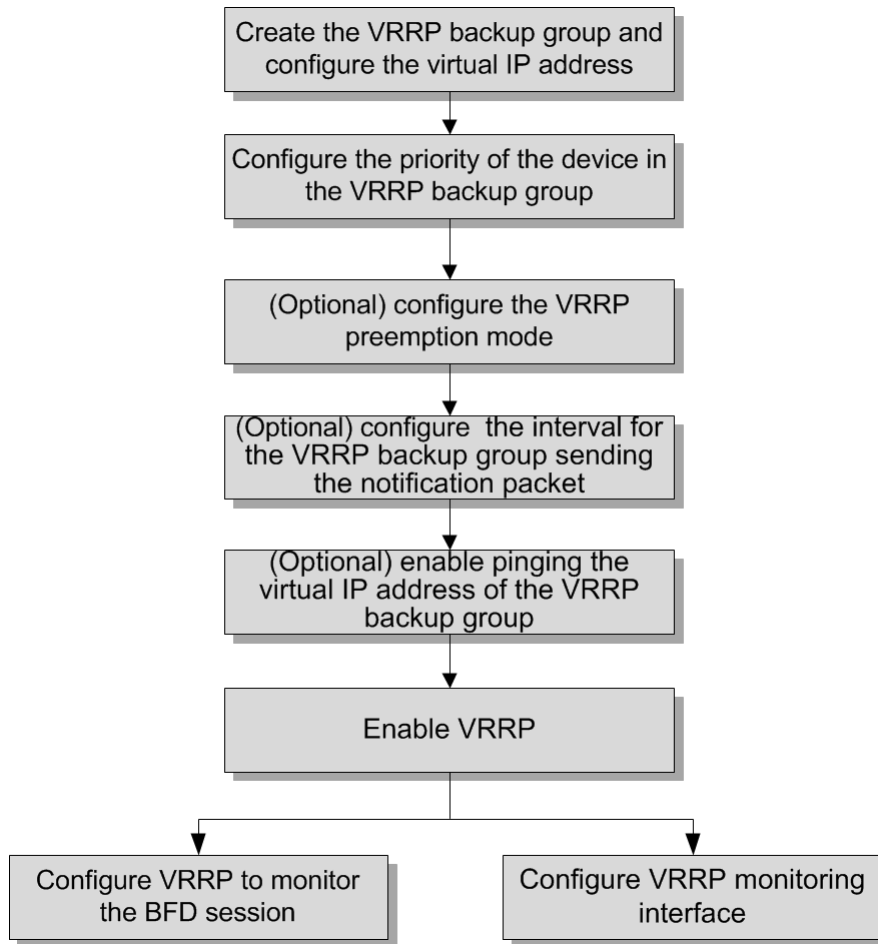 Create the VRRP backup group and
configure the virtual IP address
Configure the priority of the device in
the VRRP backup group
(Optional) configure the VRRP
preemption mode
(Optional) configure  the interval for
the VRRP backup group sending
the notification packet
(Optional) enable pinging the
virtual IP address of the VRRP
backup group
Enable VRRP
Configure VRRP to monitor
the BFD session
Configure VRRP monitoring
interface